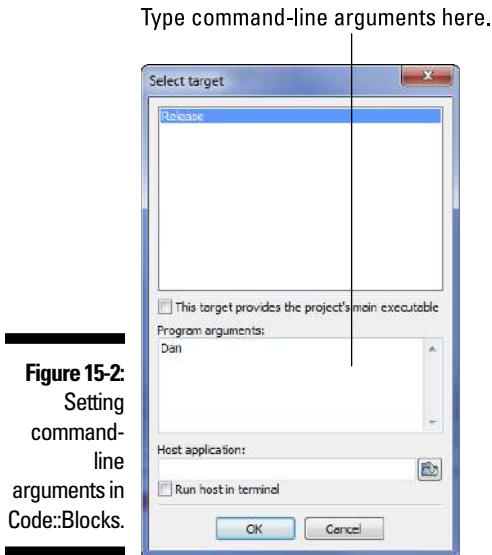 Type command-line arguments here.
Select target
Release
This target provides the project's main executable
Program arguments:
Dan
Host application:
Run host in terminal
OK
Cancel
Figure 15-2:
Setting
command-
line
arguments in
Code::Blocks.